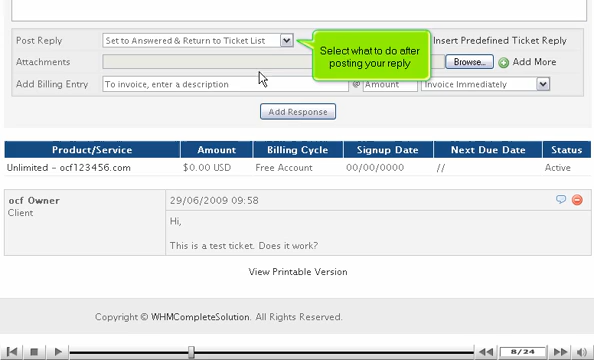 Post Reply Set to Answered & Return to Ticket List Insert Predefined Ticket Reply
Select what to do after
posting your reply
Attachments Browse... Add More
Add Billing Entry To invoice, enter a description @ Amount Invoice Immediately
Add Response
Product/Service Amount Billing Cycle Signup Date Next Due Date Status
Unlimited - ocf123456.com $0.00 USD Free Account 00/00/0000 // Active
ocf Owner 29/06/2009 09:58
Client
Hi,
This is a test ticket. Does it work?
View Printable Version
Copyright © WHMCompleteSolution. All Rights Reserved.
8/24